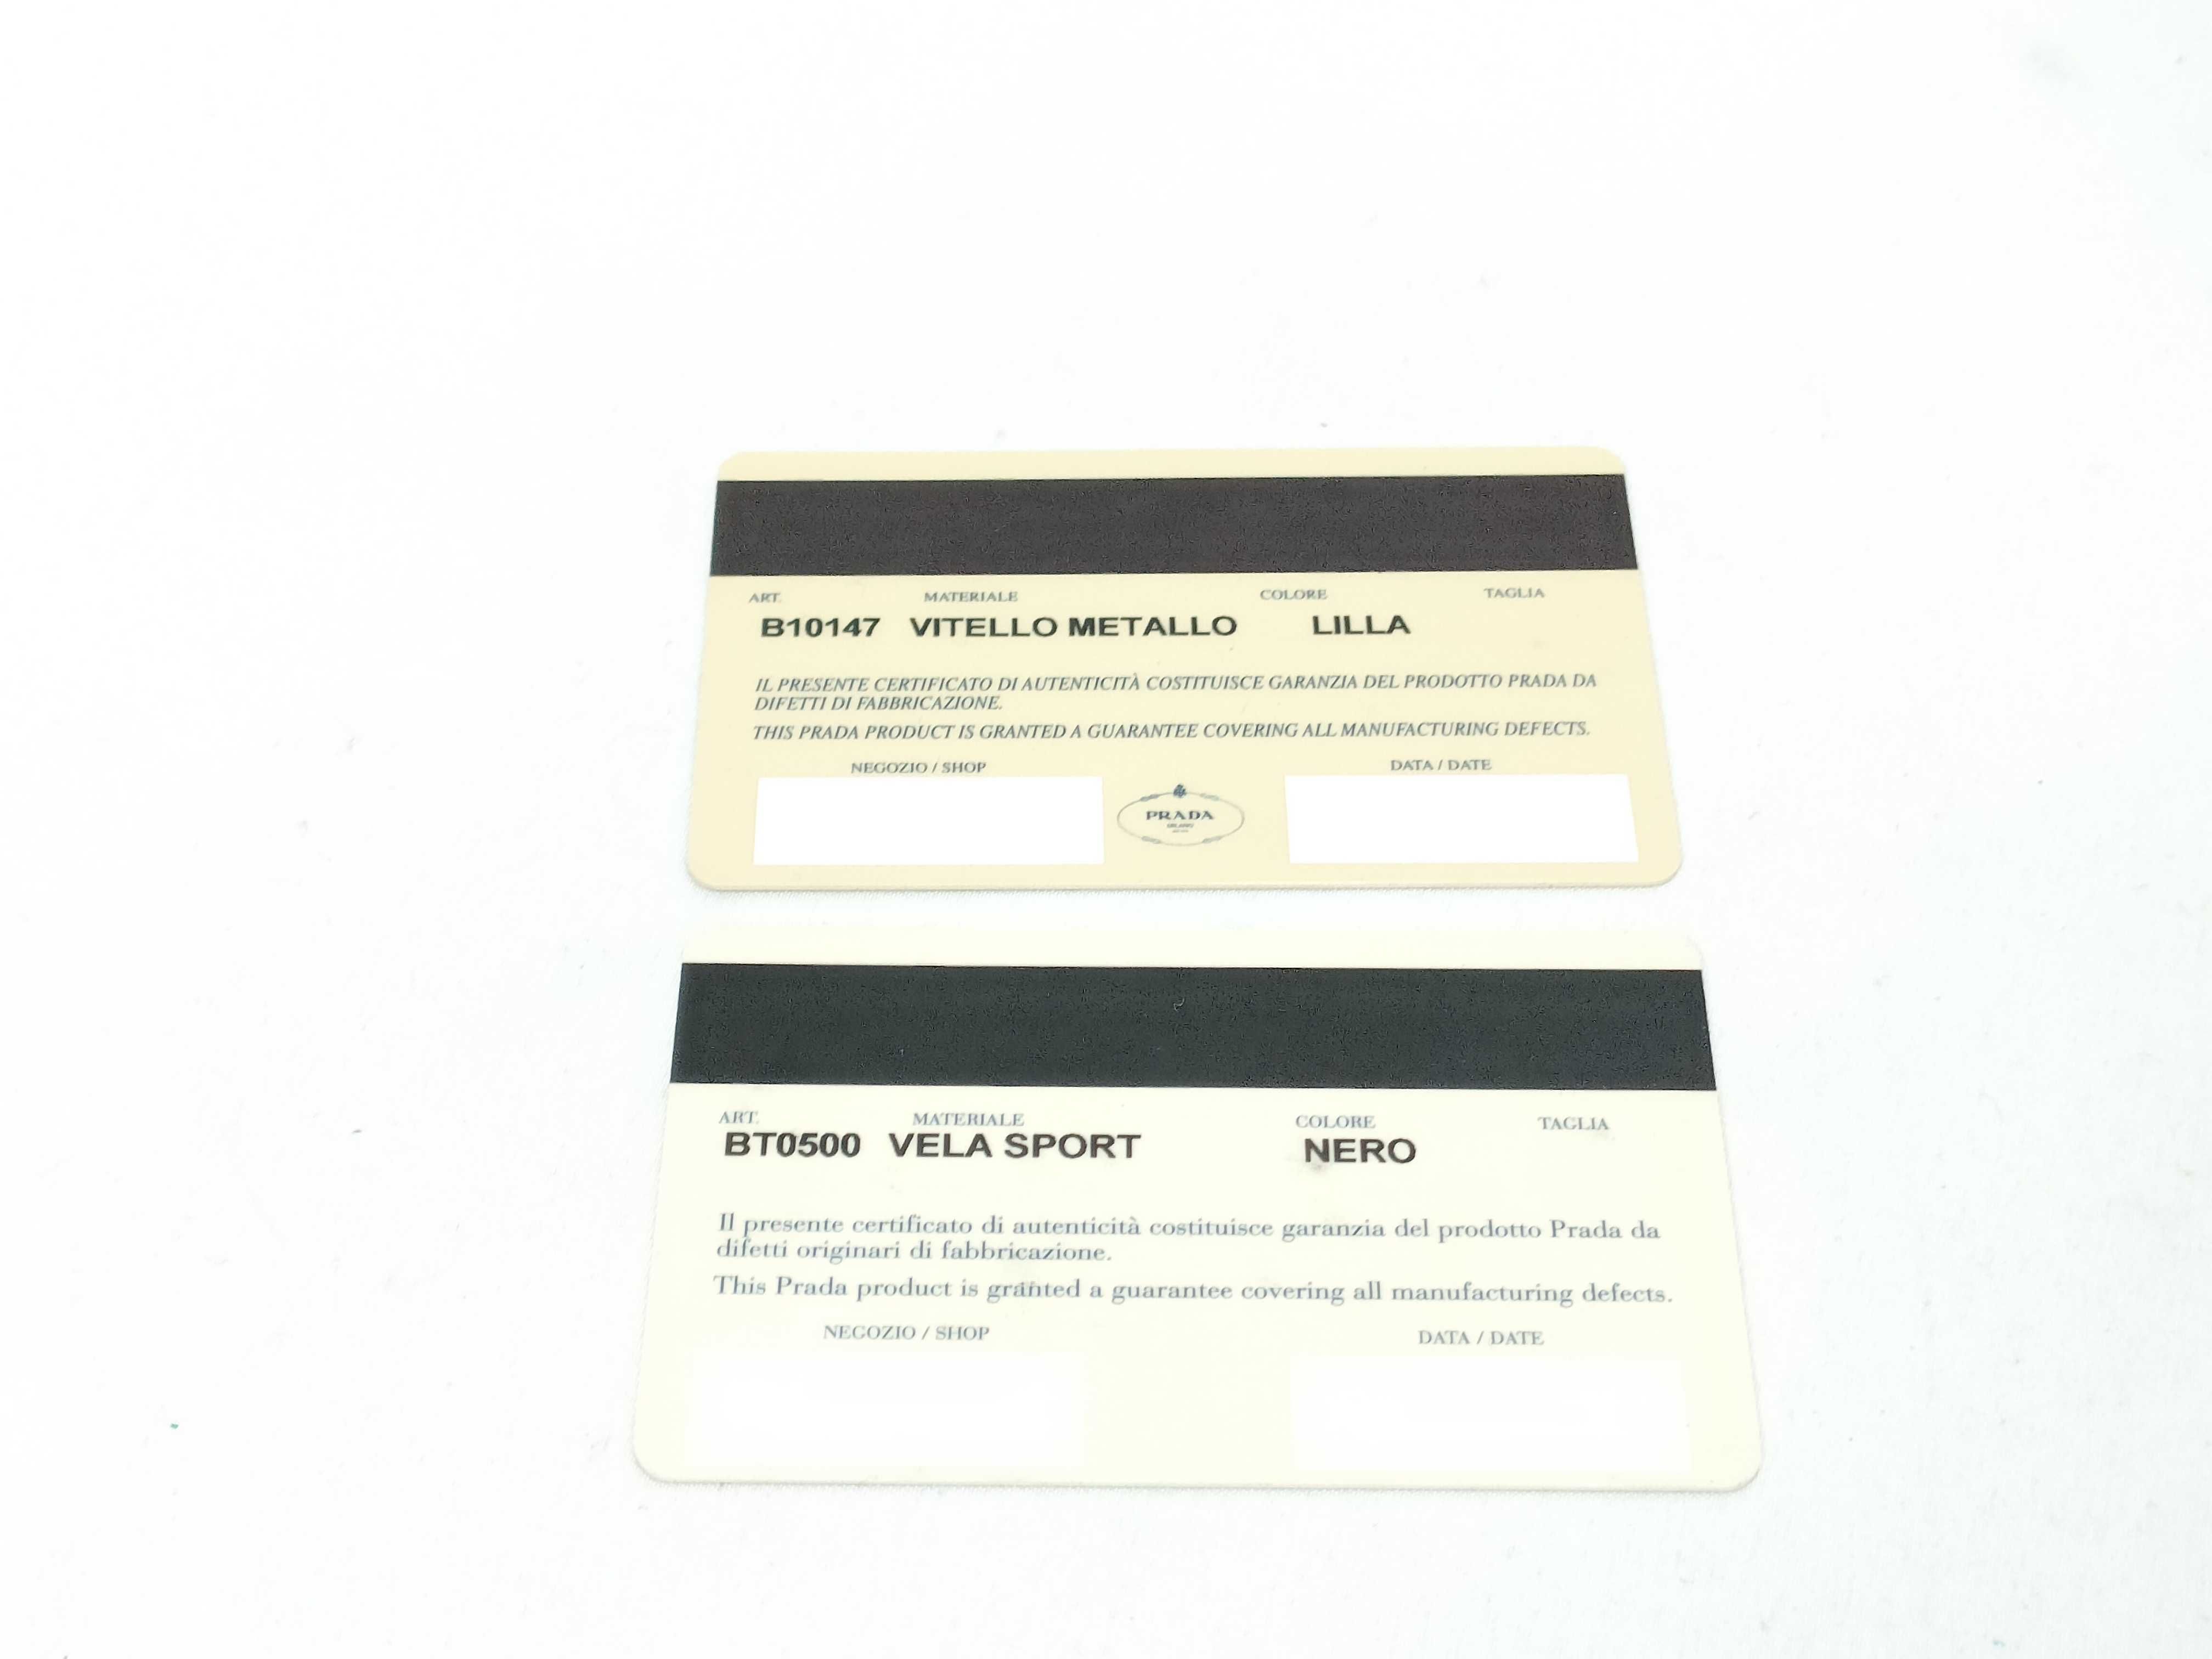 ART. MATERIALE COLORE TAGLIA
B10147 VITELLO METALLO LILLA
IL PRESENTE CERTIFICATO DI AUTENTICITÀ COSTITUISCE GARANZIA DEL PRODOTTO PRADA DA
DIFETTI DI FABBRICAZIONE.
THIS PRADA PRODUCT IS GRANTED A GUARANTEE COVERING ALL MANUFACTURING DEFECTS.
NEGOZIO / SHOP DATA / DATE
PRADA
MILANO
ART. MATERIALE COLORE TAGLIA
BT0500 VELA SPORT NERO
Il presente certificato di autenticità costituisce garanzia del prodotto Prada da
difetti originari di fabbricazione.
This Prada product is granted a guarantee covering all manufacturing defects.
NEGOZIO / SHOP DATA / DATE